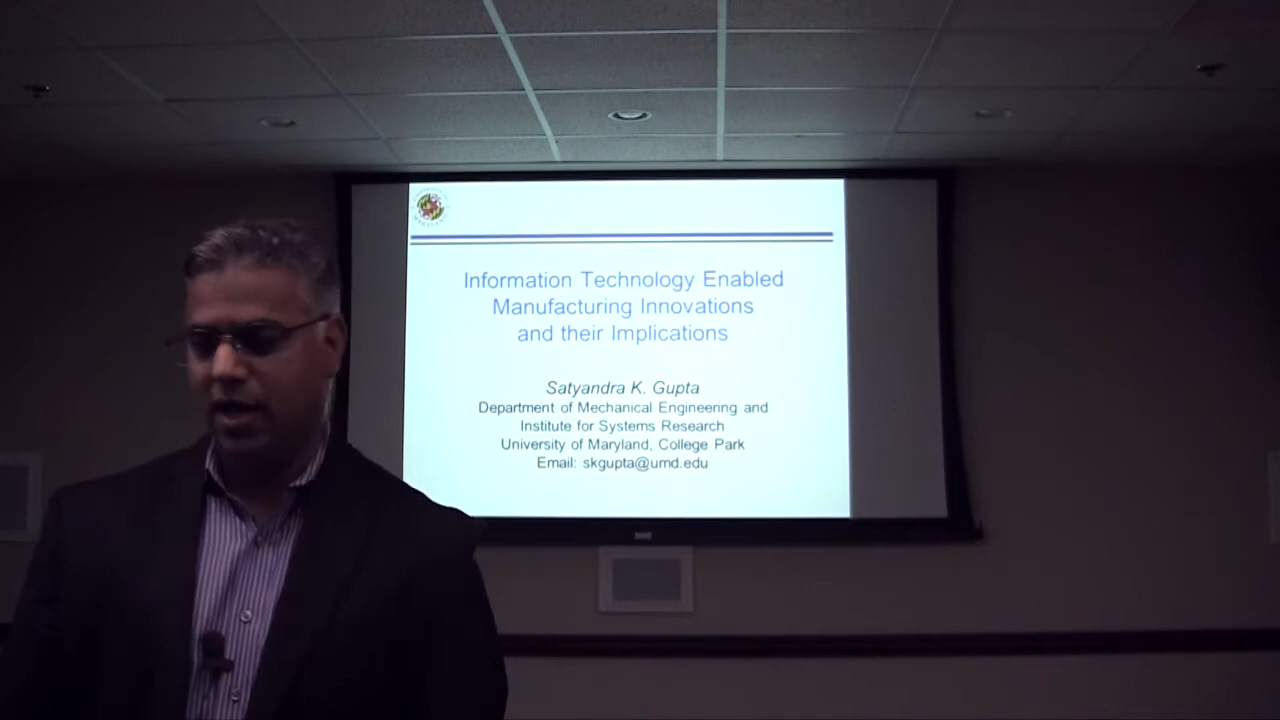 Information Technology Enabled
Manufacturing Innovations
and their Implications
Satyandra K. Gupta
Department of Mechanical Engineering and
Institute for Systems Research
University of Maryland, College Park
Email: skgupta@umd.edu